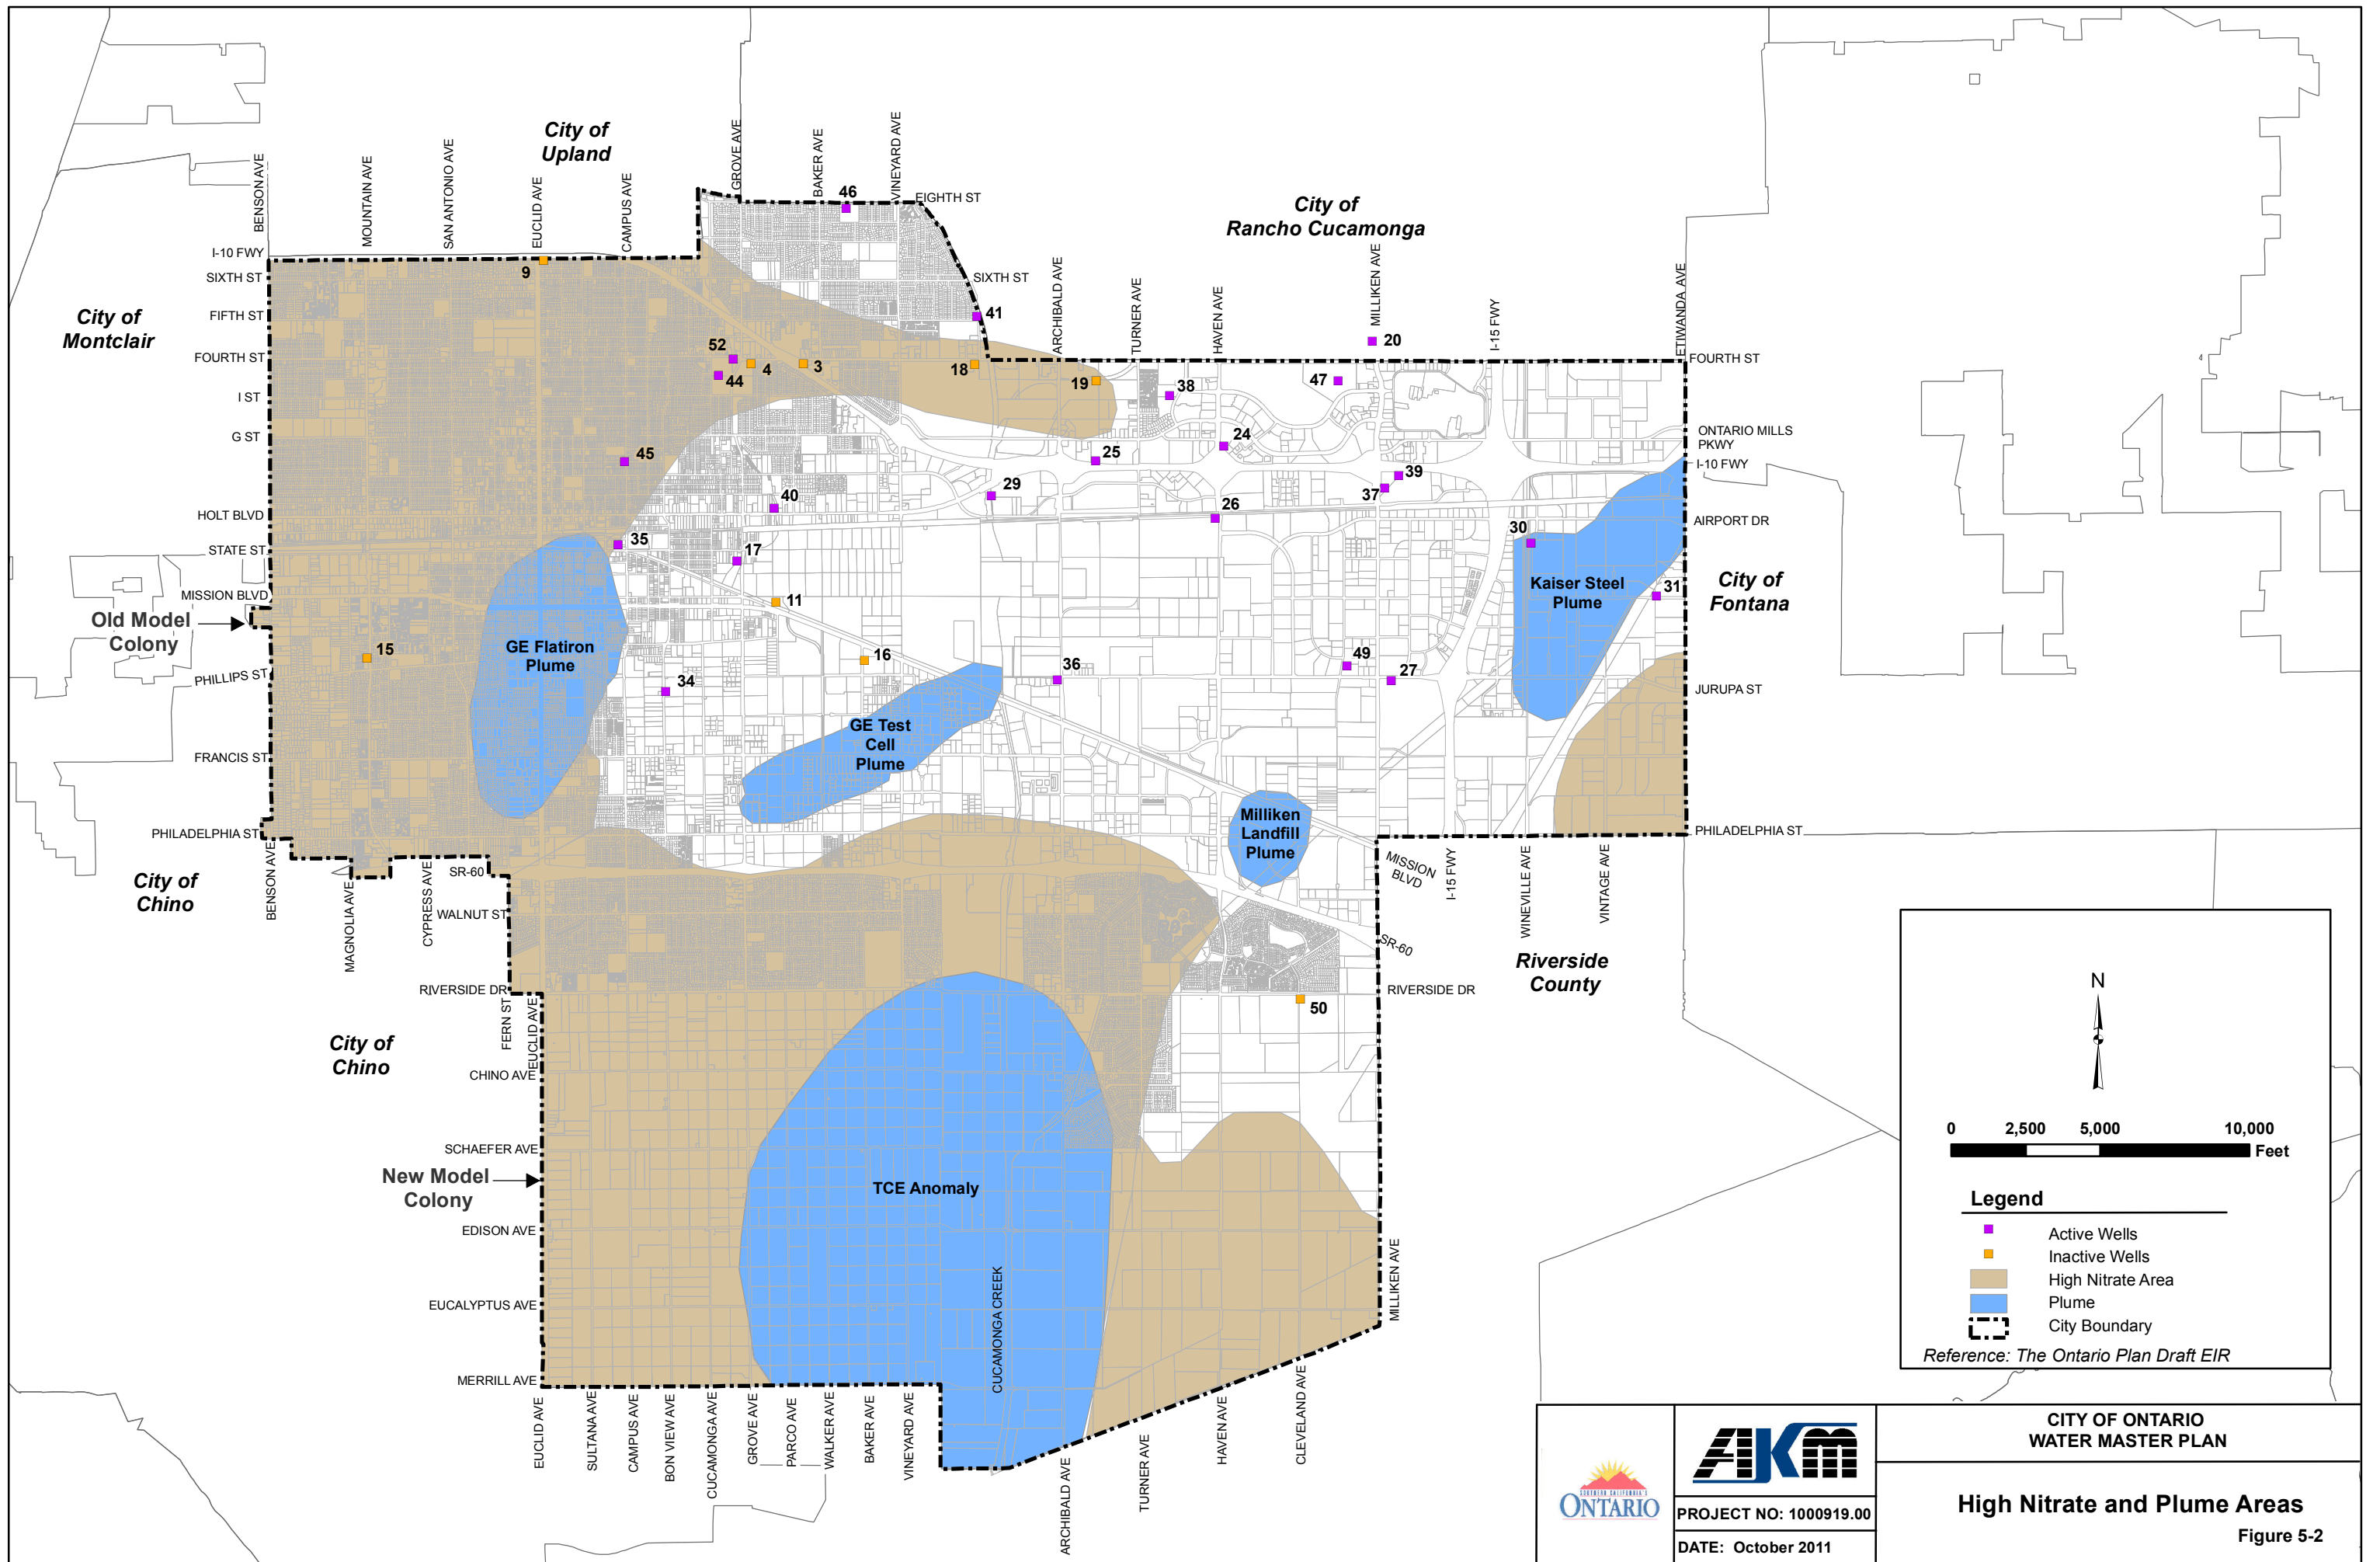 City of
Upland
City of
Rancho Cucamonga
City of
Montclair
City of
Fontana
City of
Chino
City of
Chino
Riverside
County
Old Model
Colony
New Model
Colony
BENSON AVE
MOUNTAIN AVE
SAN ANTONIO AVE
EUCLID AVE
CAMPUS AVE
GROVE AVE
BAKER AVE
VINEYARD AVE
EIGHTH ST
SIXTH ST
ARCHIBALD AVE
TURNER AVE
HAVEN AVE
MILLIKEN AVE
I-15 FWY
ETIWANDA AVE
I-10 FWY
SIXTH ST
FIFTH ST
FOURTH ST
I ST
G ST
HOLT BLVD
STATE ST
MISSION BLVD
PHILLIPS ST
FRANCIS ST
PHILADELPHIA ST
FOURTH ST
ONTARIO MILLS
PKWY
I-10 FWY
AIRPORT DR
JURUPA ST
PHILADELPHIA ST
46
9
41
52
4
3
44
18
19
20
47
38
45
25
24
29
40
39
37
26
30
35
17
31
11
15
16
36
49
27
34
50
GE Flatiron
Plume
GE Test
Cell
Plume
Kaiser Steel
Plume
Milliken
Landfill
Plume
TCE Anomaly
BENSON AVE
MAGNOLIA AVE
CYPRESS AVE
SR-60
WALNUT ST
RIVERSIDE DR
FERN ST
EUCLID AVE
CHINO AVE
SCHAEFER AVE
EDISON AVE
EUCALYPTUS AVE
MERRILL AVE
MISSION
BLVD
I-15 FWY
WINEVILLE AVE
VINTAGE AVE
SR-60
RIVERSIDE DR
MILLIKEN AVE
CUCAMONGA CREEK
EUCLID AVE
SULTANA AVE
CAMPUS AVE
BON VIEW AVE
CUCAMONGA AVE
GROVE AVE
PARCO AVE
WALKER AVE
BAKER AVE
VINEYARD AVE
ARCHIBALD AVE
TURNER AVE
HAVEN AVE
CLEVELAND AVE
N
0 2,500 5,000 10,000
Feet
Legend
Active Wells
Inactive Wells
High Nitrate Area
Plume
City Boundary
Reference: The Ontario Plan Draft EIR
SOUTHERN CALIFORNIA'S
ONTARIO
AKM
PROJECT NO: 1000919.00
DATE: October 2011
CITY OF ONTARIO
WATER MASTER PLAN
High Nitrate and Plume Areas
Figure 5-2